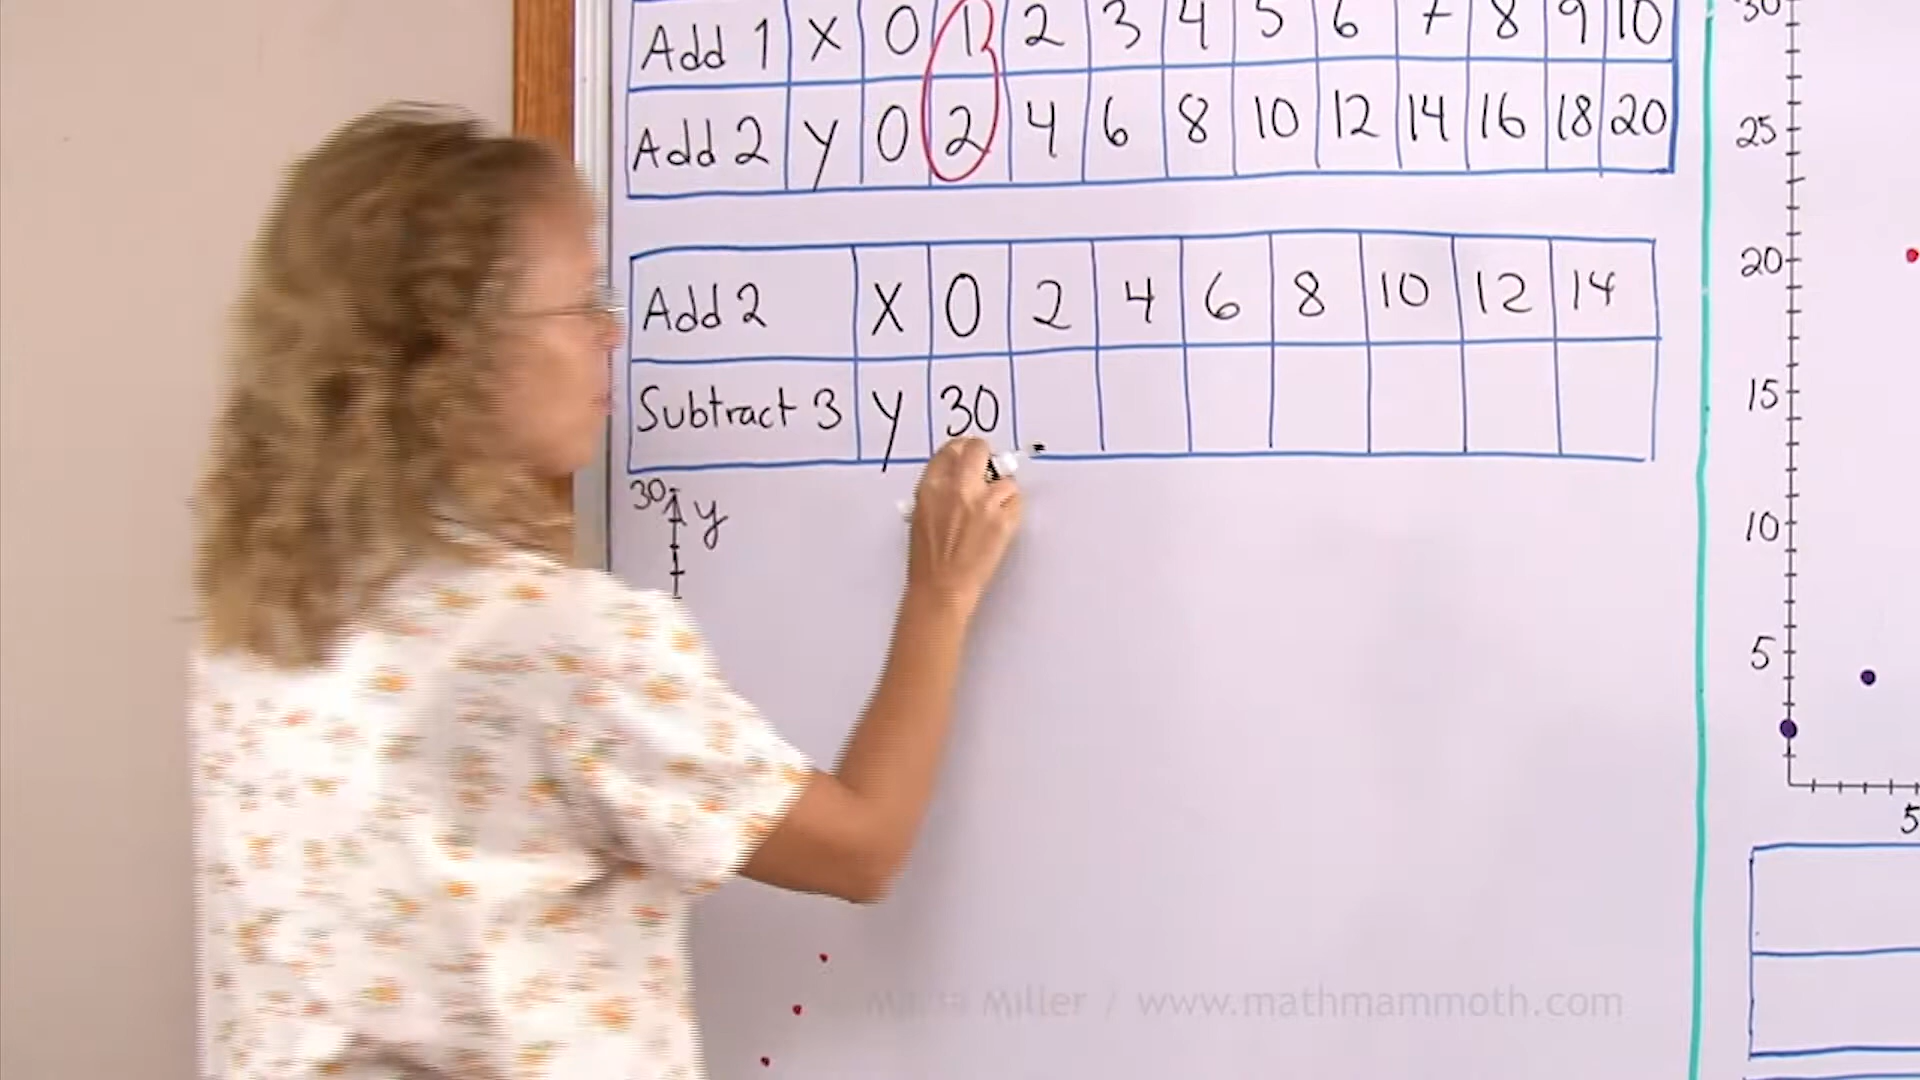 Add 1 X 0 1 2 3 4 5 6 7 8 9 10
Add 2 y 0 2 4 6 8 10 12 14 16 18 20
Add 2 X 0 2 4 6 8 10 12 14
Subtract 3 y 30
30 y
30
25
20
15
10
5
5
Miller / www.mathmammoth.com